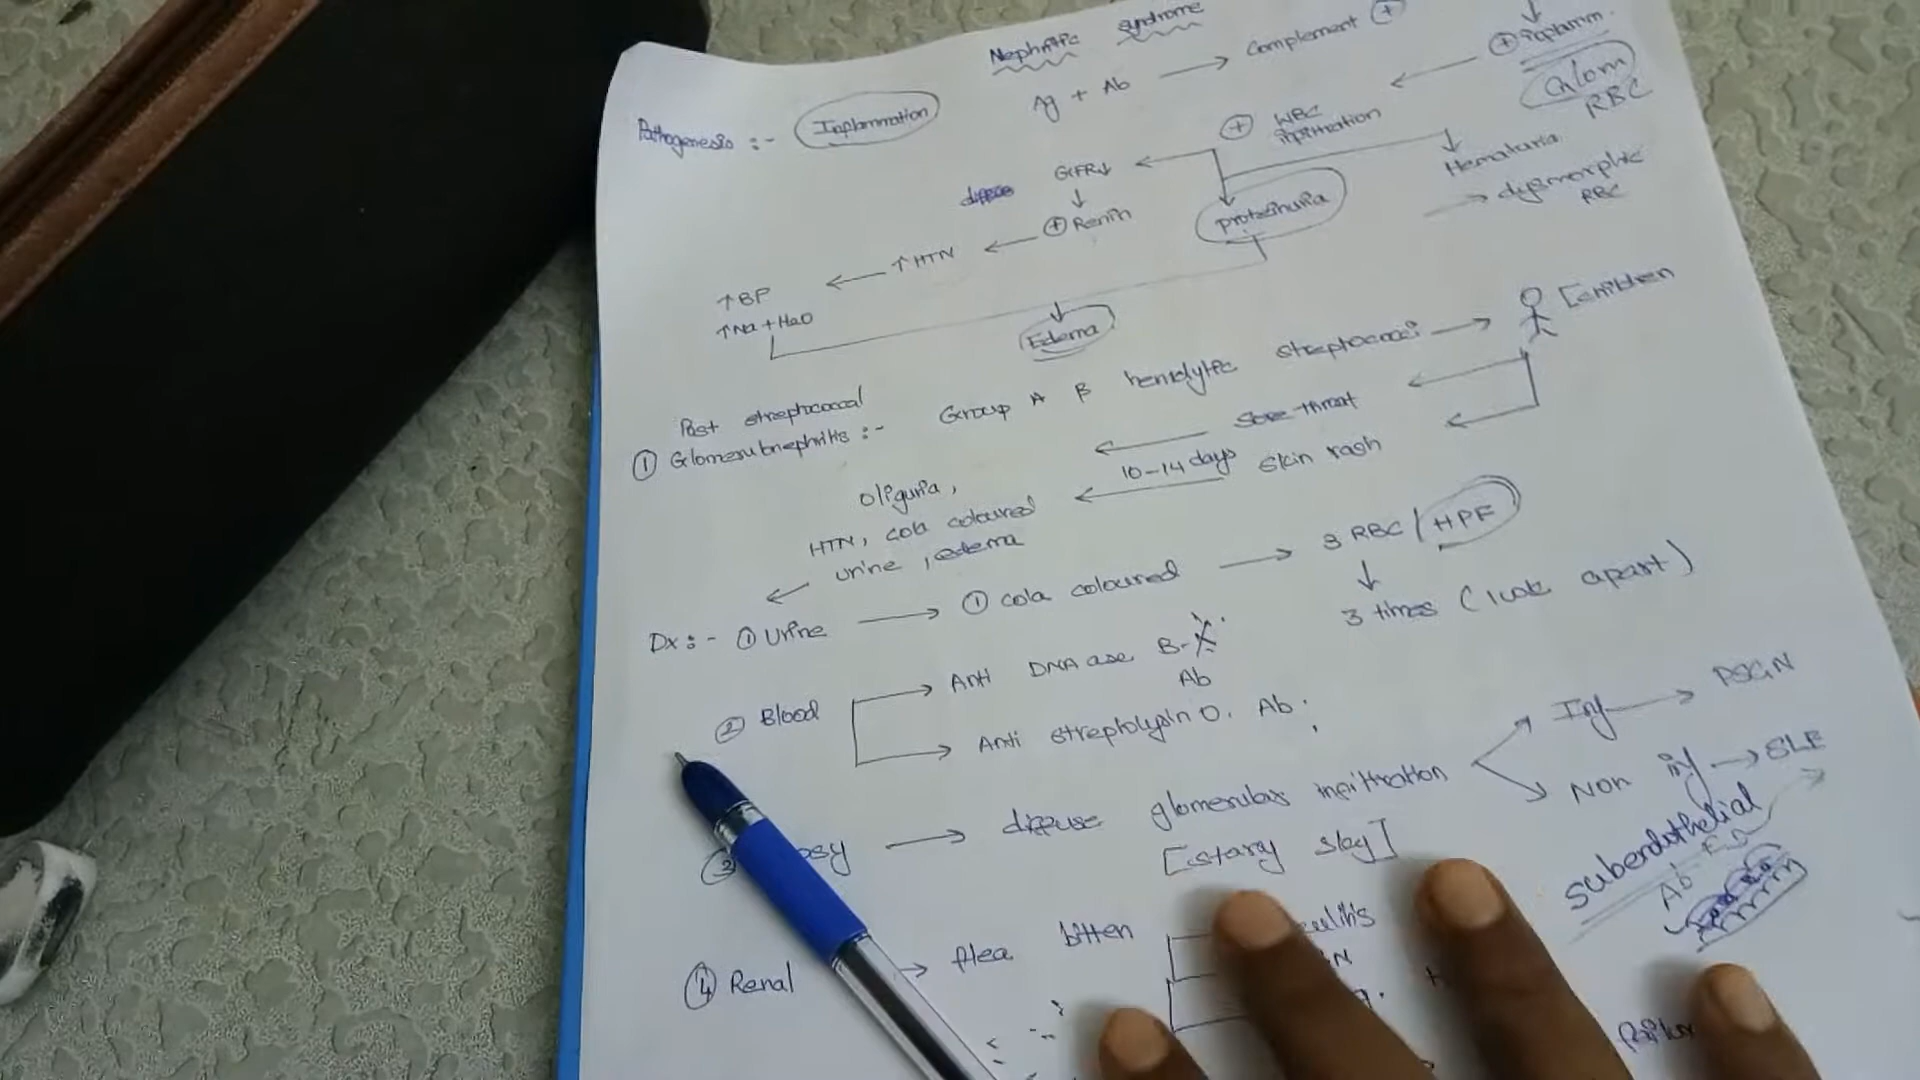 Nephritic Syndrome
Pathogenesis :- Inflammation
Ag + Ab → Complement (+)
(+) Inflamm.
Glom
RBC
(+) WBC infiltration
Hematuria
→ dysmorphic RBC
diffuse
GFR↓
↓
(+) Renin
proteinuria
↑HTN
↑BP
↑Na + H2O
Edema
① Post streptococcal Glomerulonephritis :- Group A β hemolytic streptococci → [children
Sore throat
10-14 days Skin rash
oliguria,
HTN, cola coloured
urine, edema
Dx :- ① Urine → ① cola coloured → 3 RBC / HPF
↓
3 times (1 wk apart)
② Blood
→ Anti DNAase B-
Ab
→ Anti streptolysin O. Ab.
③ → diffuse glomerular infiltration
[starry sky]
→ PSGN
Non → SLE
subendothelial
Ab
④ Renal → flea bitten